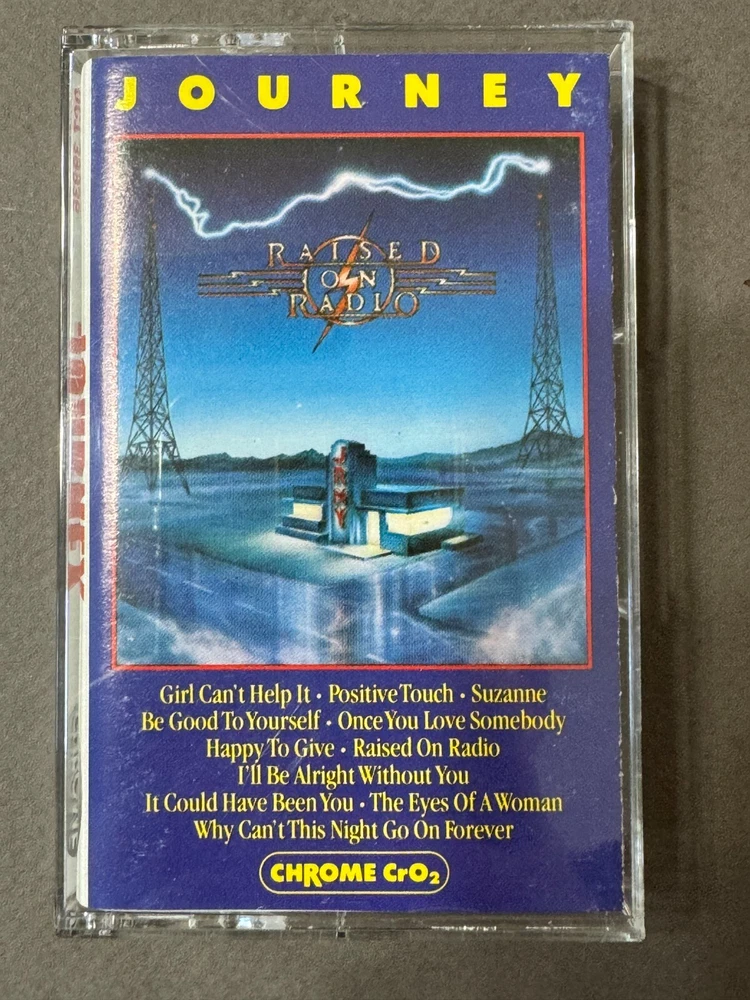 JOURNEY
RAISED
ON
RADIO
Girl Can't Help It • Positive Touch • Suzanne
Be Good To Yourself • Once You Love Somebody
Happy To Give • Raised On Radio
I'll Be Alright Without You
It Could Have Been You • The Eyes Of A Woman
Why Can't This Night Go On Forever
CHROME CrO2
JOURNEY